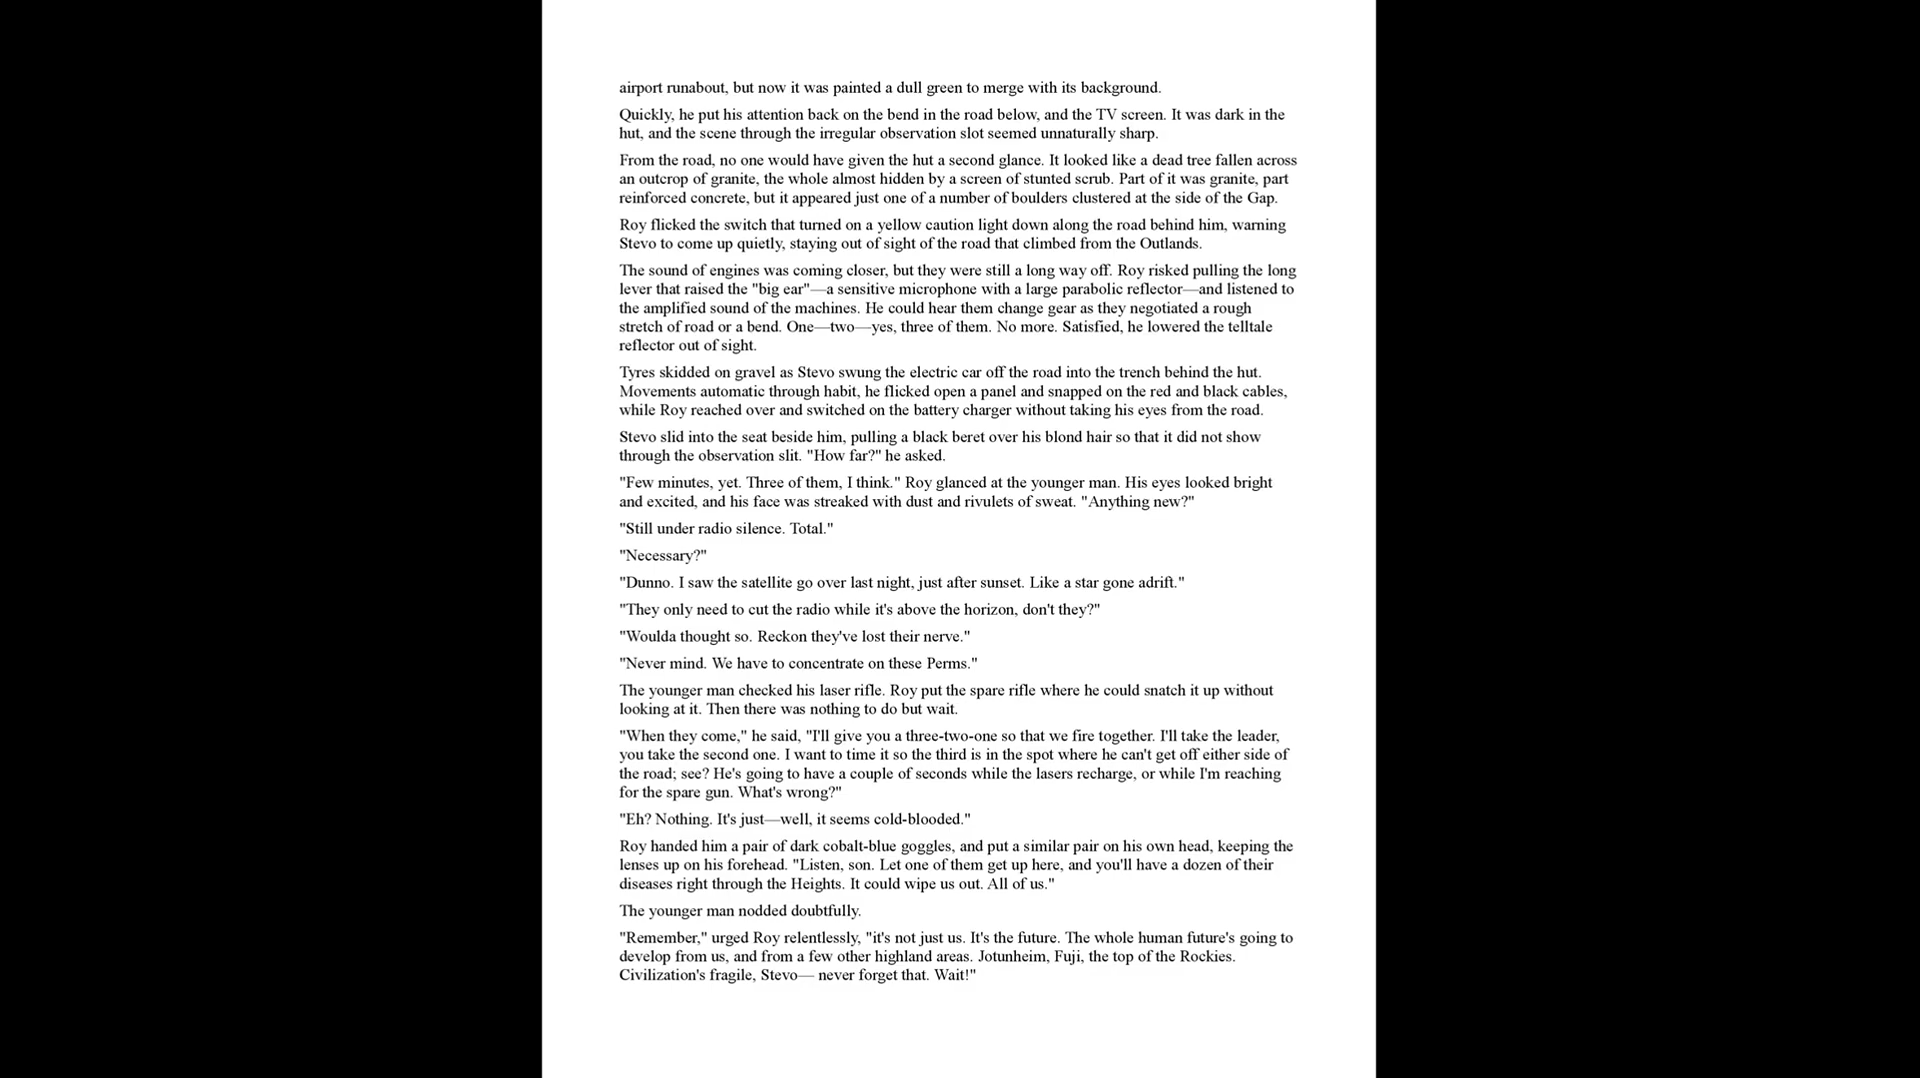 airport runabout, but now it was painted a dull green to merge with its background.
Quickly, he put his attention back on the bend in the road below, and the TV screen. It was dark in the
hut, and the scene through the irregular observation slot seemed unnaturally sharp.
From the road, no one would have given the hut a second glance. It looked like a dead tree fallen across
an outcrop of granite, the whole almost hidden by a screen of stunted scrub. Part of it was granite, part
reinforced concrete, but it appeared just one of a number of boulders clustered at the side of the Gap.
Roy flicked the switch that turned on a yellow caution light down along the road behind him, warning
Stevo to come up quietly, staying out of sight of the road that climbed from the Outlands.
The sound of engines was coming closer, but they were still a long way off. Roy risked pulling the long
lever that raised the "big ear"—a sensitive microphone with a large parabolic reflector—and listened to
the amplified sound of the machines. He could hear them change gear as they negotiated a rough
stretch of road or a bend. One—two—yes, three of them. No more. Satisfied, he lowered the telltale
reflector out of sight.
Tyres skidded on gravel as Stevo swung the electric car off the road into the trench behind the hut.
Movements automatic through habit, he flicked open a panel and snapped on the red and black cables,
while Roy reached over and switched on the battery charger without taking his eyes from the road.
Stevo slid into the seat beside him, pulling a black beret over his blond hair so that it did not show
through the observation slit. "How far?" he asked.
"Few minutes, yet. Three of them, I think." Roy glanced at the younger man. His eyes looked bright
and excited, and his face was streaked with dust and rivulets of sweat. "Anything new?"
"Still under radio silence. Total."
"Necessary?"
"Dunno. I saw the satellite go over last night, just after sunset. Like a star gone adrift."
"They only need to cut the radio while it's above the horizon, don't they?"
"Woulda thought so. Reckon they've lost their nerve."
"Never mind. We have to concentrate on these Perms."
The younger man checked his laser rifle. Roy put the spare rifle where he could snatch it up without
looking at it. Then there was nothing to do but wait.
"When they come," he said, "I'll give you a three-two-one so that we fire together. I'll take the leader,
you take the second one. I want to time it so the third is in the spot where he can't get off either side of
the road; see? He's going to have a couple of seconds while the lasers recharge, or while I'm reaching
for the spare gun. What's wrong?"
"Eh? Nothing. It's just—well, it seems cold-blooded."
Roy handed him a pair of dark cobalt-blue goggles, and put a similar pair on his own head, keeping the
lenses up on his forehead. "Listen, son. Let one of them get up here, and you'll have a dozen of their
diseases right through the Heights. It could wipe us out. All of us."
The younger man nodded doubtfully.
"Remember," urged Roy relentlessly, "it's not just us. It's the future. The whole human future's going to
develop from us, and from a few other highland areas. Jotunheim, Fuji, the top of the Rockies.
Civilization's fragile, Stevo— never forget that. Wait!"